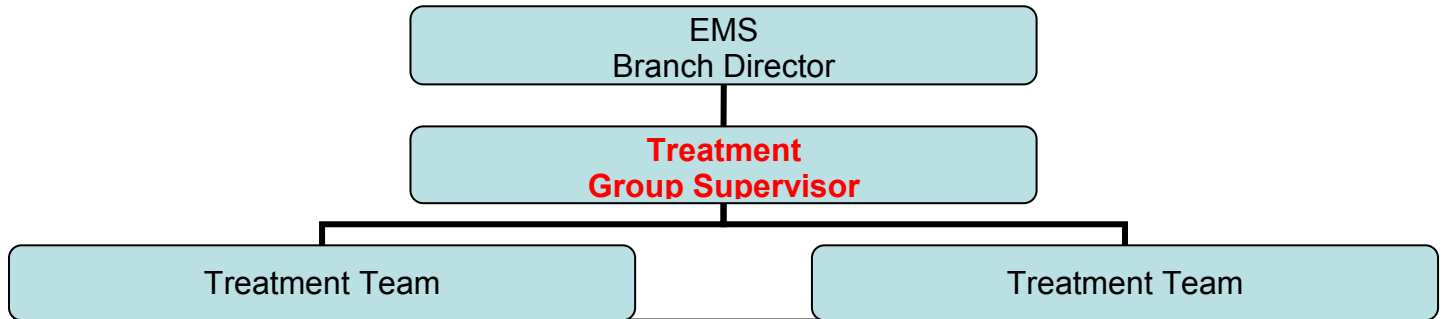 EMS
Branch Director
Treatment
Group Supervisor
Treatment Team
Treatment Team